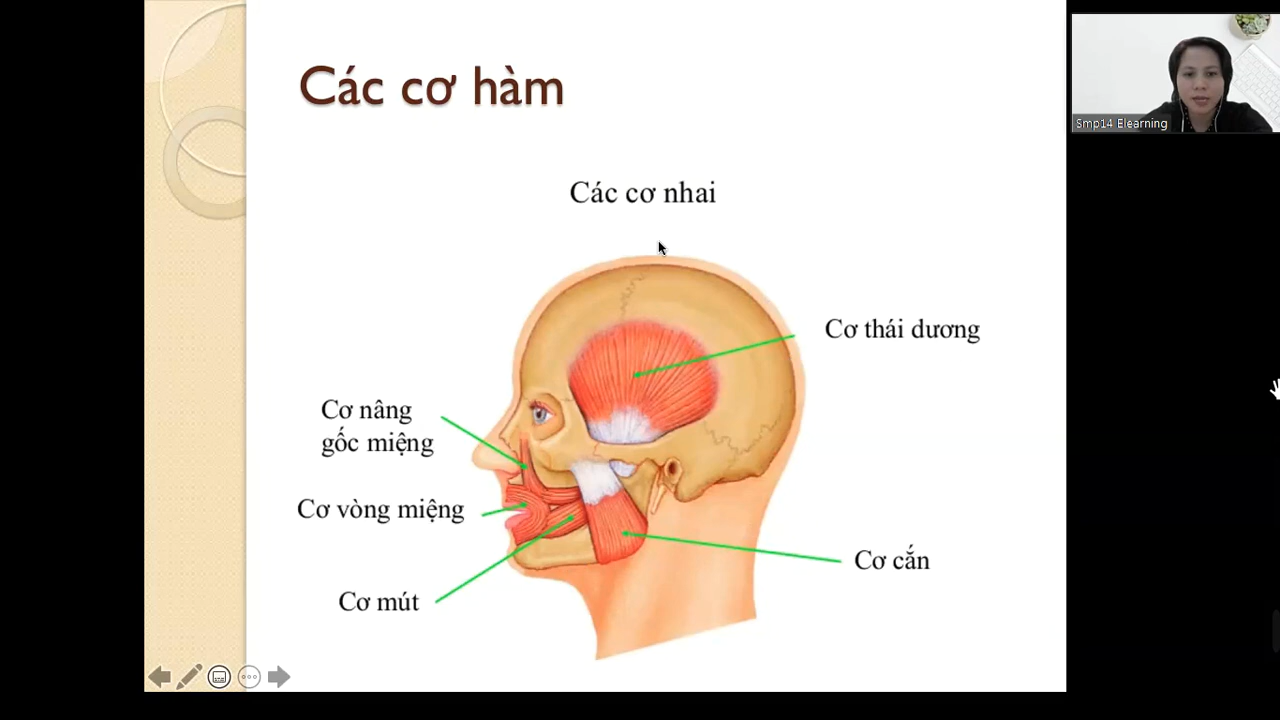 Các cơ hàm
Smp14 Elearning
Các cơ nhai
Cơ thái dương
Cơ nâng
gốc miệng
Cơ vòng miệng
Cơ cắn
Cơ mút